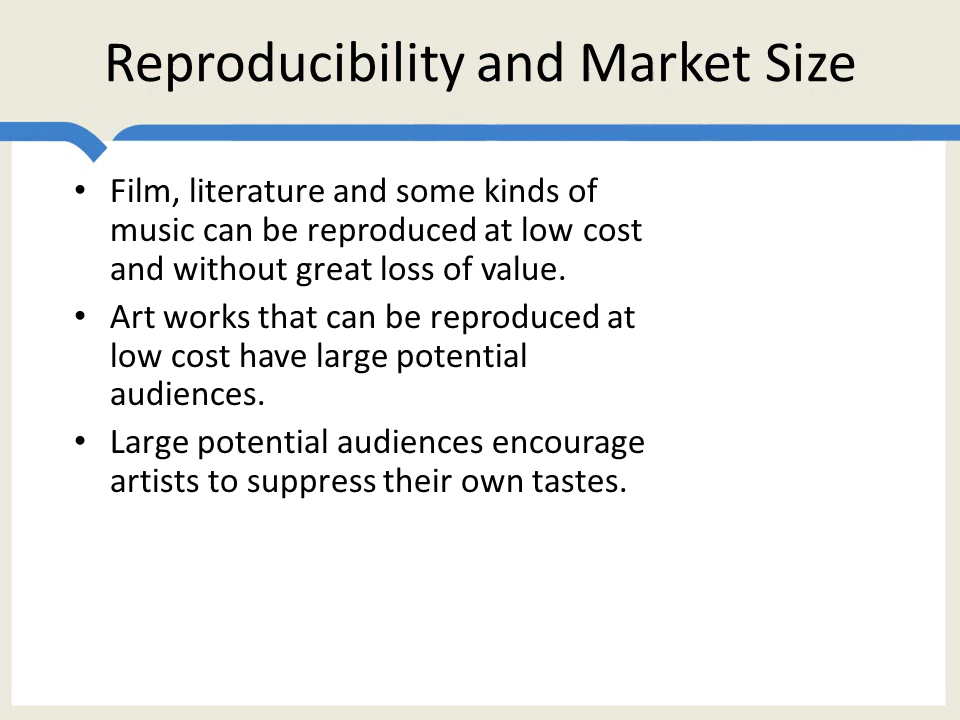 Reproducibility and Market Size
• Film, literature and some kinds of
music can be reproduced at low cost
and without great loss of value.
• Art works that can be reproduced at
low cost have large potential
audiences.
• Large potential audiences encourage
artists to suppress their own tastes.